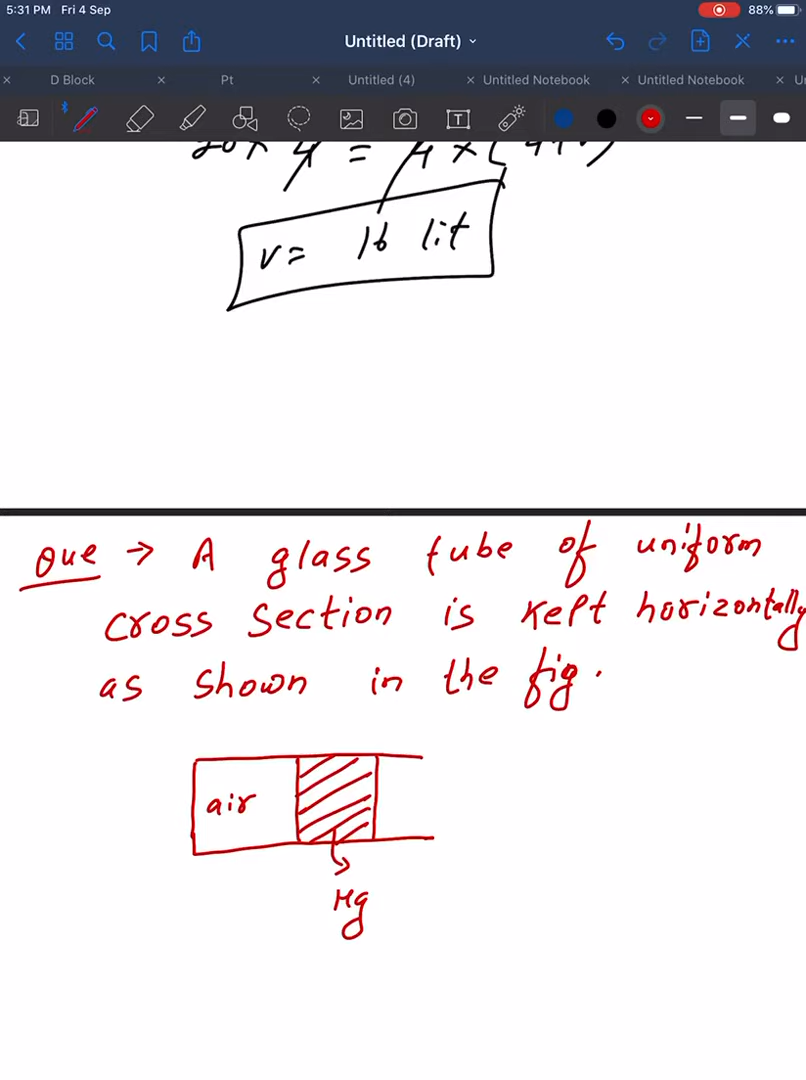 5:31 PM Fri 4 Sep
88%
Untitled (Draft)
D Block
Pt
Untitled (4)
Untitled Notebook
Untitled Notebook
T
v= 16 lit
Que → A glass tube of uniform
cross section is kept horizontally
as shown in the fig.
air
Hg